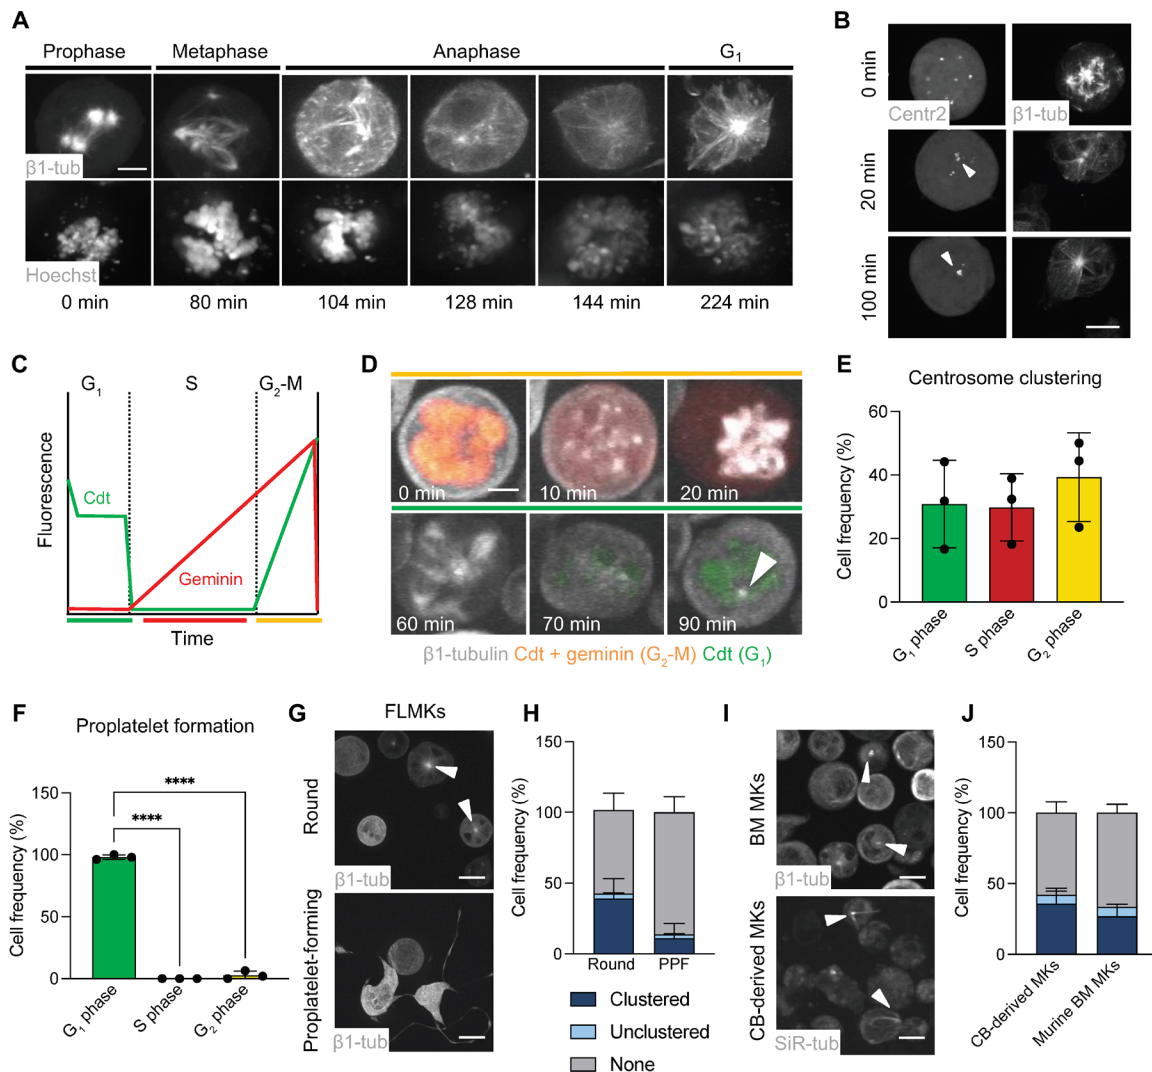 A
Prophase Metaphase Anaphase G1
β1-tub
Hoechst
0 min 80 min 104 min 128 min 144 min 224 min
B
0 min
Centr2 β1-tub
20 min
100 min
C
G1 S G2-M
Fluorescence
Cdt
Geminin
Time
D
0 min 10 min 20 min
60 min 70 min 90 min
β1-tubulin Cdt + geminin (G2-M) Cdt (G1)
E
Centrosome clustering
Cell frequency (%)
60
40
20
0
G1 phase S phase G2 phase
F
Proplatelet formation
Cell frequency (%)
150
100
50
0
****
****
G1 phase S phase G2 phase
G
FLMKs
Round
β1-tub
Proplatelet-forming
β1-tub
H
Cell frequency (%)
150
100
50
0
Round PPF
Clustered
Unclustered
None
I
BM MKs
β1-tub
CB-derived MKs
SiR-tub
J
Cell frequency (%)
150
100
50
0
CB-derived MKs Murine BM MKs